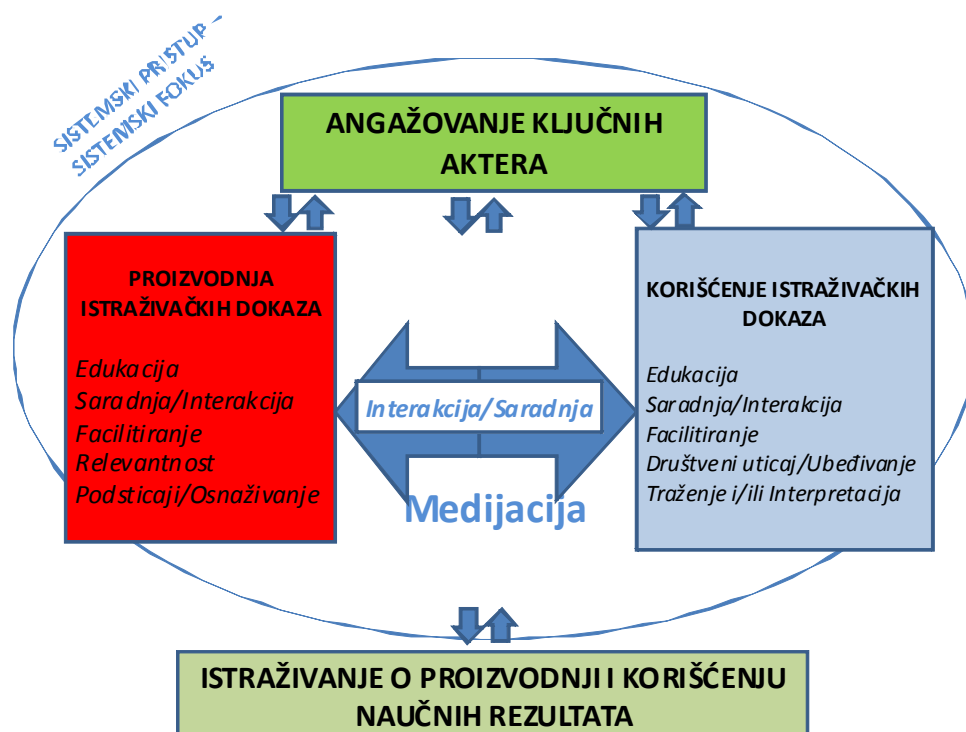 SISTEMSKI PRISTUP –
SISTEMSKI FOKUS
ANGAŽOVANJE KLJUČNIH
AKTERA
PROIZVODNJA
ISTRAŽIVAČKIH DOKAZA
Edukacija
Saradnja/Interakcija
Facilitiranje
Relevantnost
Podsticaji/Osnaživanje
Interakcija/Saradnja
Medijacija
KORIŠĆENJE ISTRAŽIVAČKIH
DOKAZA
Edukacija
Saradnja/Interakcija
Facilitiranje
Društveni uticaj/Ubeđivanje
Traženje i/ili Interpretacija
ISTRAŽIVANJE O PROIZVODNJI I KORIŠĆENJU
NAUČNIH REZULTATA